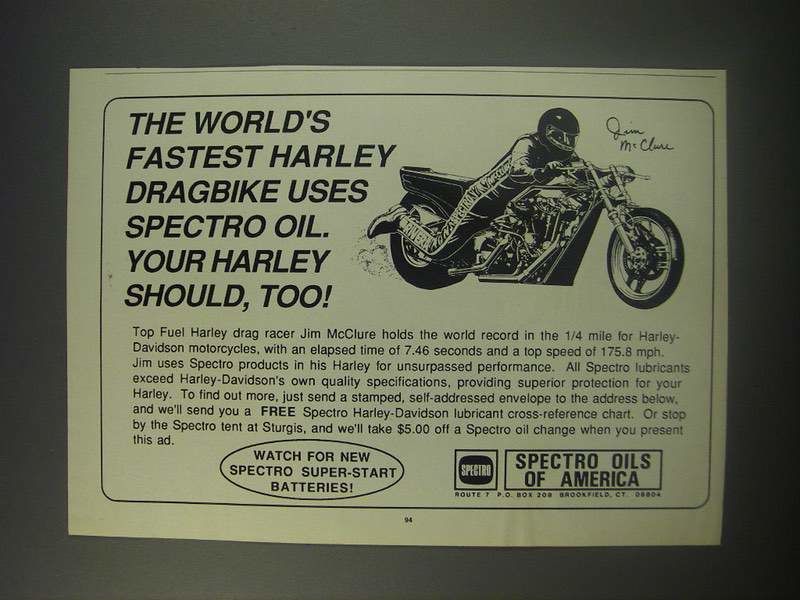 THE WORLD'S
FASTEST HARLEY
DRAGBIKE USES
SPECTRO OIL.
YOUR HARLEY
SHOULD, TOO!
Jim
McClure
Top Fuel Harley drag racer Jim McClure holds the world record in the 1/4 mile for Harley-
Davidson motorcycles, with an elapsed time of 7.46 seconds and a top speed of 175.8 mph.
Jim uses Spectro products in his Harley for unsurpassed performance. All Spectro lubricants
exceed Harley-Davidson's own quality specifications, providing superior protection for your
Harley. To find out more, just send a stamped, self-addressed envelope to the address below,
and we'll send you a FREE Spectro Harley-Davidson lubricant cross-reference chart. Or stop
by the Spectro tent at Sturgis, and we'll take $5.00 off a Spectro oil change when you present
this ad.
WATCH FOR NEW
SPECTRO SUPER-START
BATTERIES!
SPECTRO
SPECTRO OILS
OF AMERICA
ROUTE 7 P.O. BOX 208 BROOKFIELD, CT. 06804
94